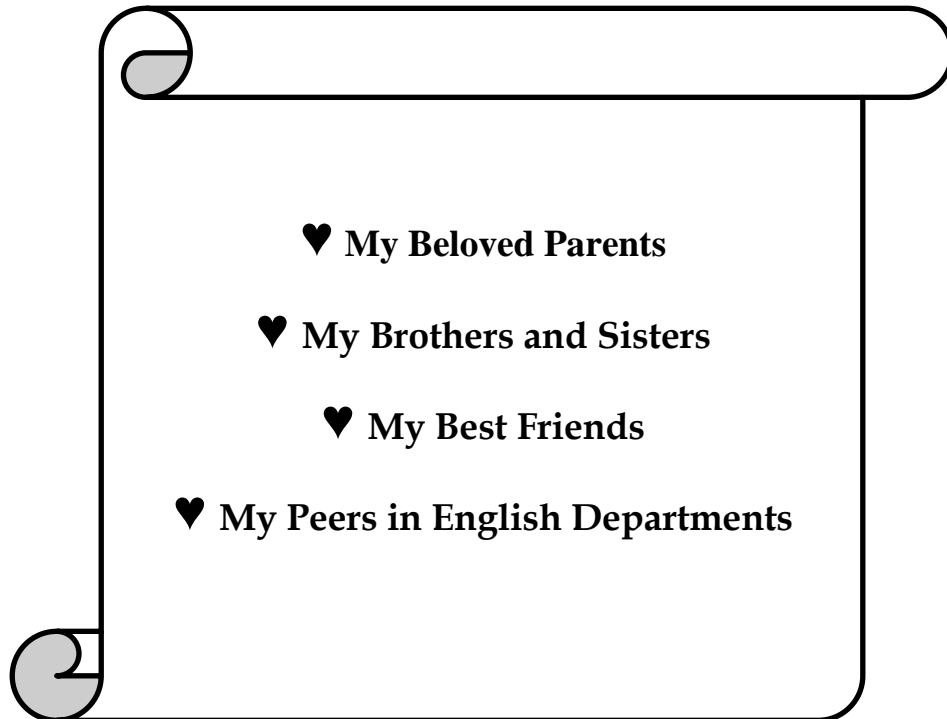 ♥ My Beloved Parents
♥ My Brothers and Sisters
♥ My Best Friends
♥ My Peers in English Departments